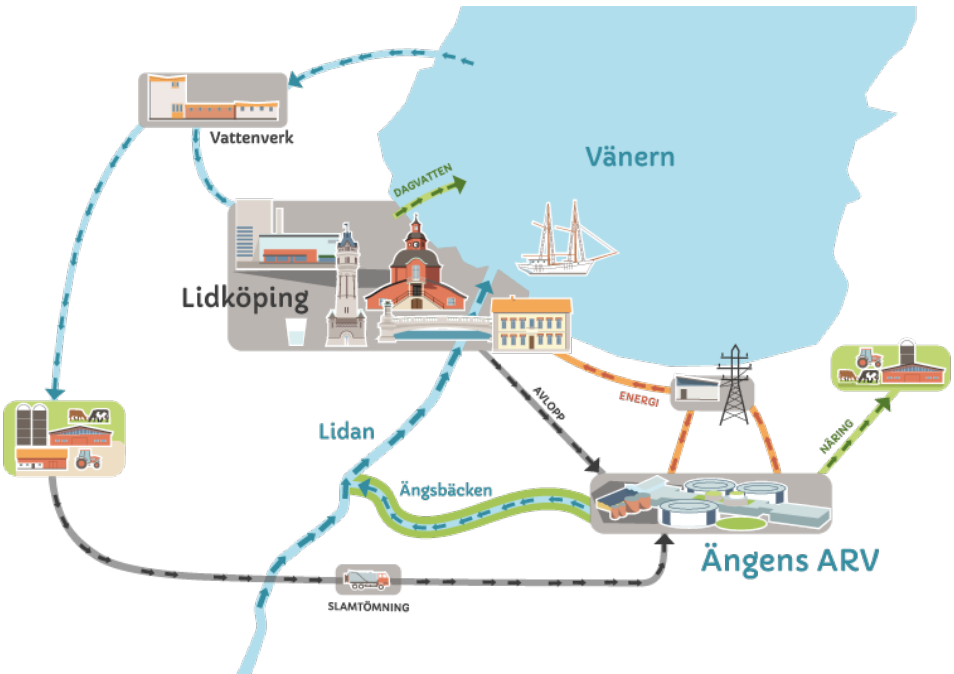 Vattenverk
Vänern
DAGVATTEN
Lidköping
ENERGI
AVLOPP
NÄRING
Lidan
Ängsbäcken
Ängens ARV
SLAMTÖMNING